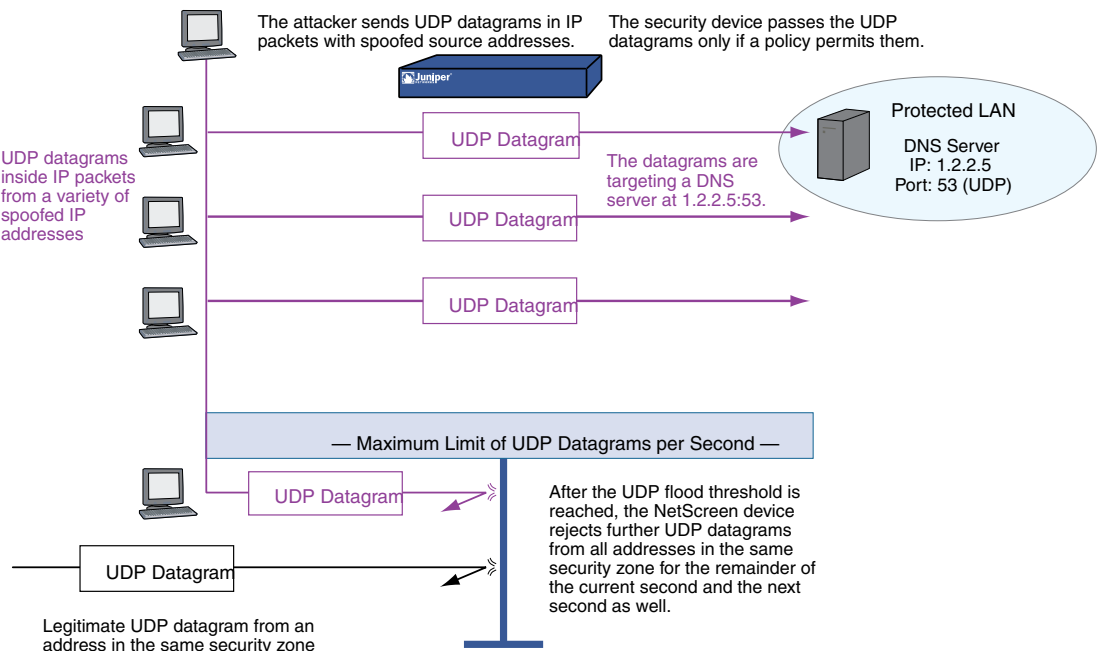 The attacker sends UDP datagrams in IP
packets with spoofed source addresses.
The security device passes the UDP
datagrams only if a policy permits them.
Juniper
Protected LAN
DNS Server
IP: 1.2.2.5
Port: 53 (UDP)
UDP Datagram
UDP datagrams
inside IP packets
from a variety of
spoofed IP
addresses
The datagrams are
targeting a DNS
server at 1.2.2.5:53.
UDP Datagram
UDP Datagram
— Maximum Limit of UDP Datagrams per Second —
UDP Datagram
After the UDP flood threshold is
reached, the NetScreen device
rejects further UDP datagrams
from all addresses in the same
security zone for the remainder of
the current second and the next
second as well.
UDP Datagram
Legitimate UDP datagram from an
address in the same security zone